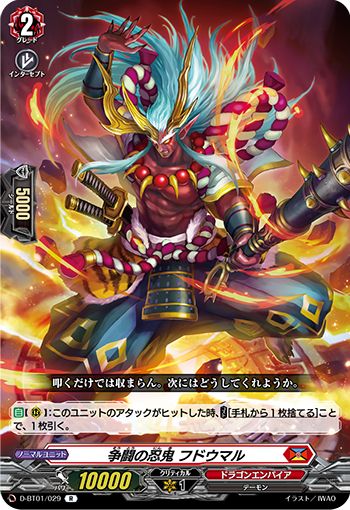 2
グレード
インターセプト
5000
シールド
叩くだけでは収まらん。次にはどうしてくれようか。
1:このユニットのアタックがヒットした時、[手札から1枚捨てる]こと
で、1枚引く。
ノーマルユニット
争闘の忍鬼 フドウマル
D-BT01/029 R
パワー
10000
クリティカル
1
ドラゴンエンパイア
デーモン
イラスト/IWAO